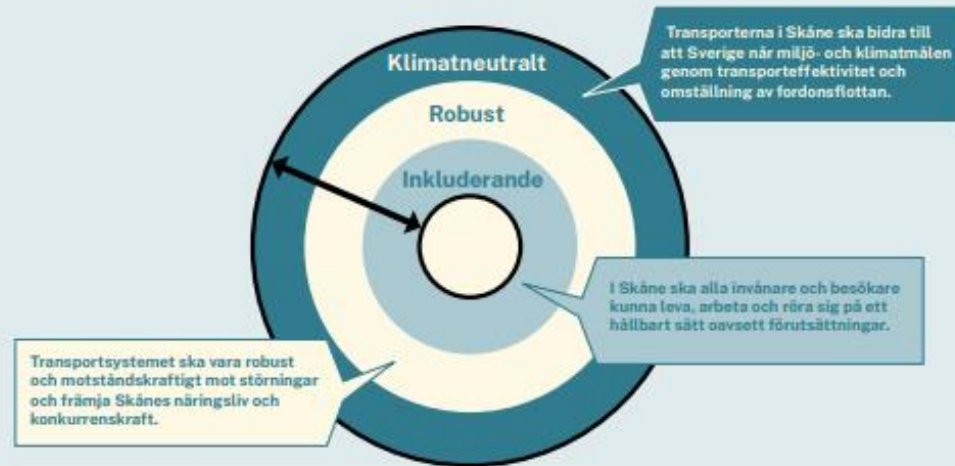 Transporterna i Skåne ska bidra till
att Sverige når miljö- och klimatmålen
genom transporteffektivitet och
omställning av fordonsflottan.
Klimatneutralt
Robust
Inkluderande
I Skåne ska alla invånare och besökare
kunna leva, arbeta och röra sig på ett
hållbart sätt oavsett förutsättningar.
Transportsystemet ska vara robust
och motståndskraftigt mot störningar
och främja Skånes näringsliv och
konkurrenskraft.